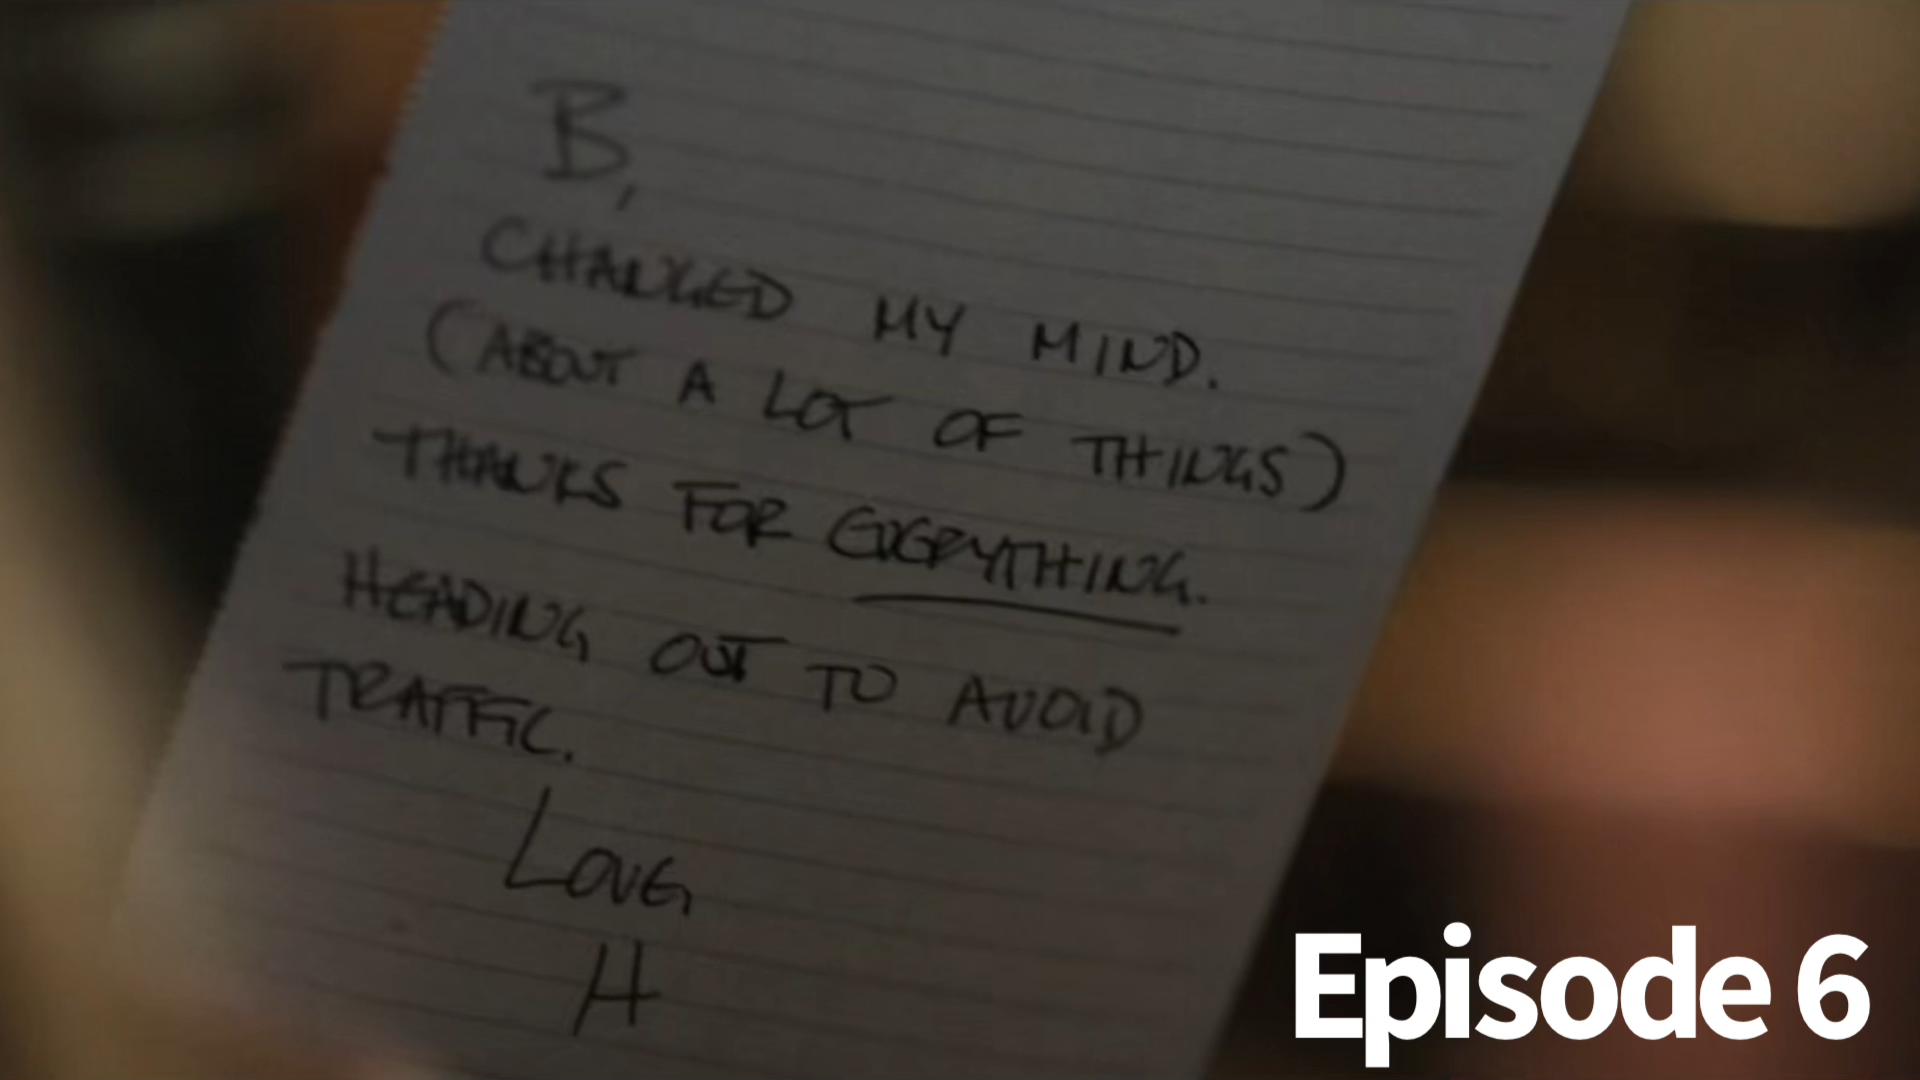 B,
CHANGED MY MIND.
(ABOUT A LOT OF THINGS)
THANKS FOR EVERYTHING.
HEADING OUT TO AVOID
TRAFFIC.
LOVE,
H
Episode 6